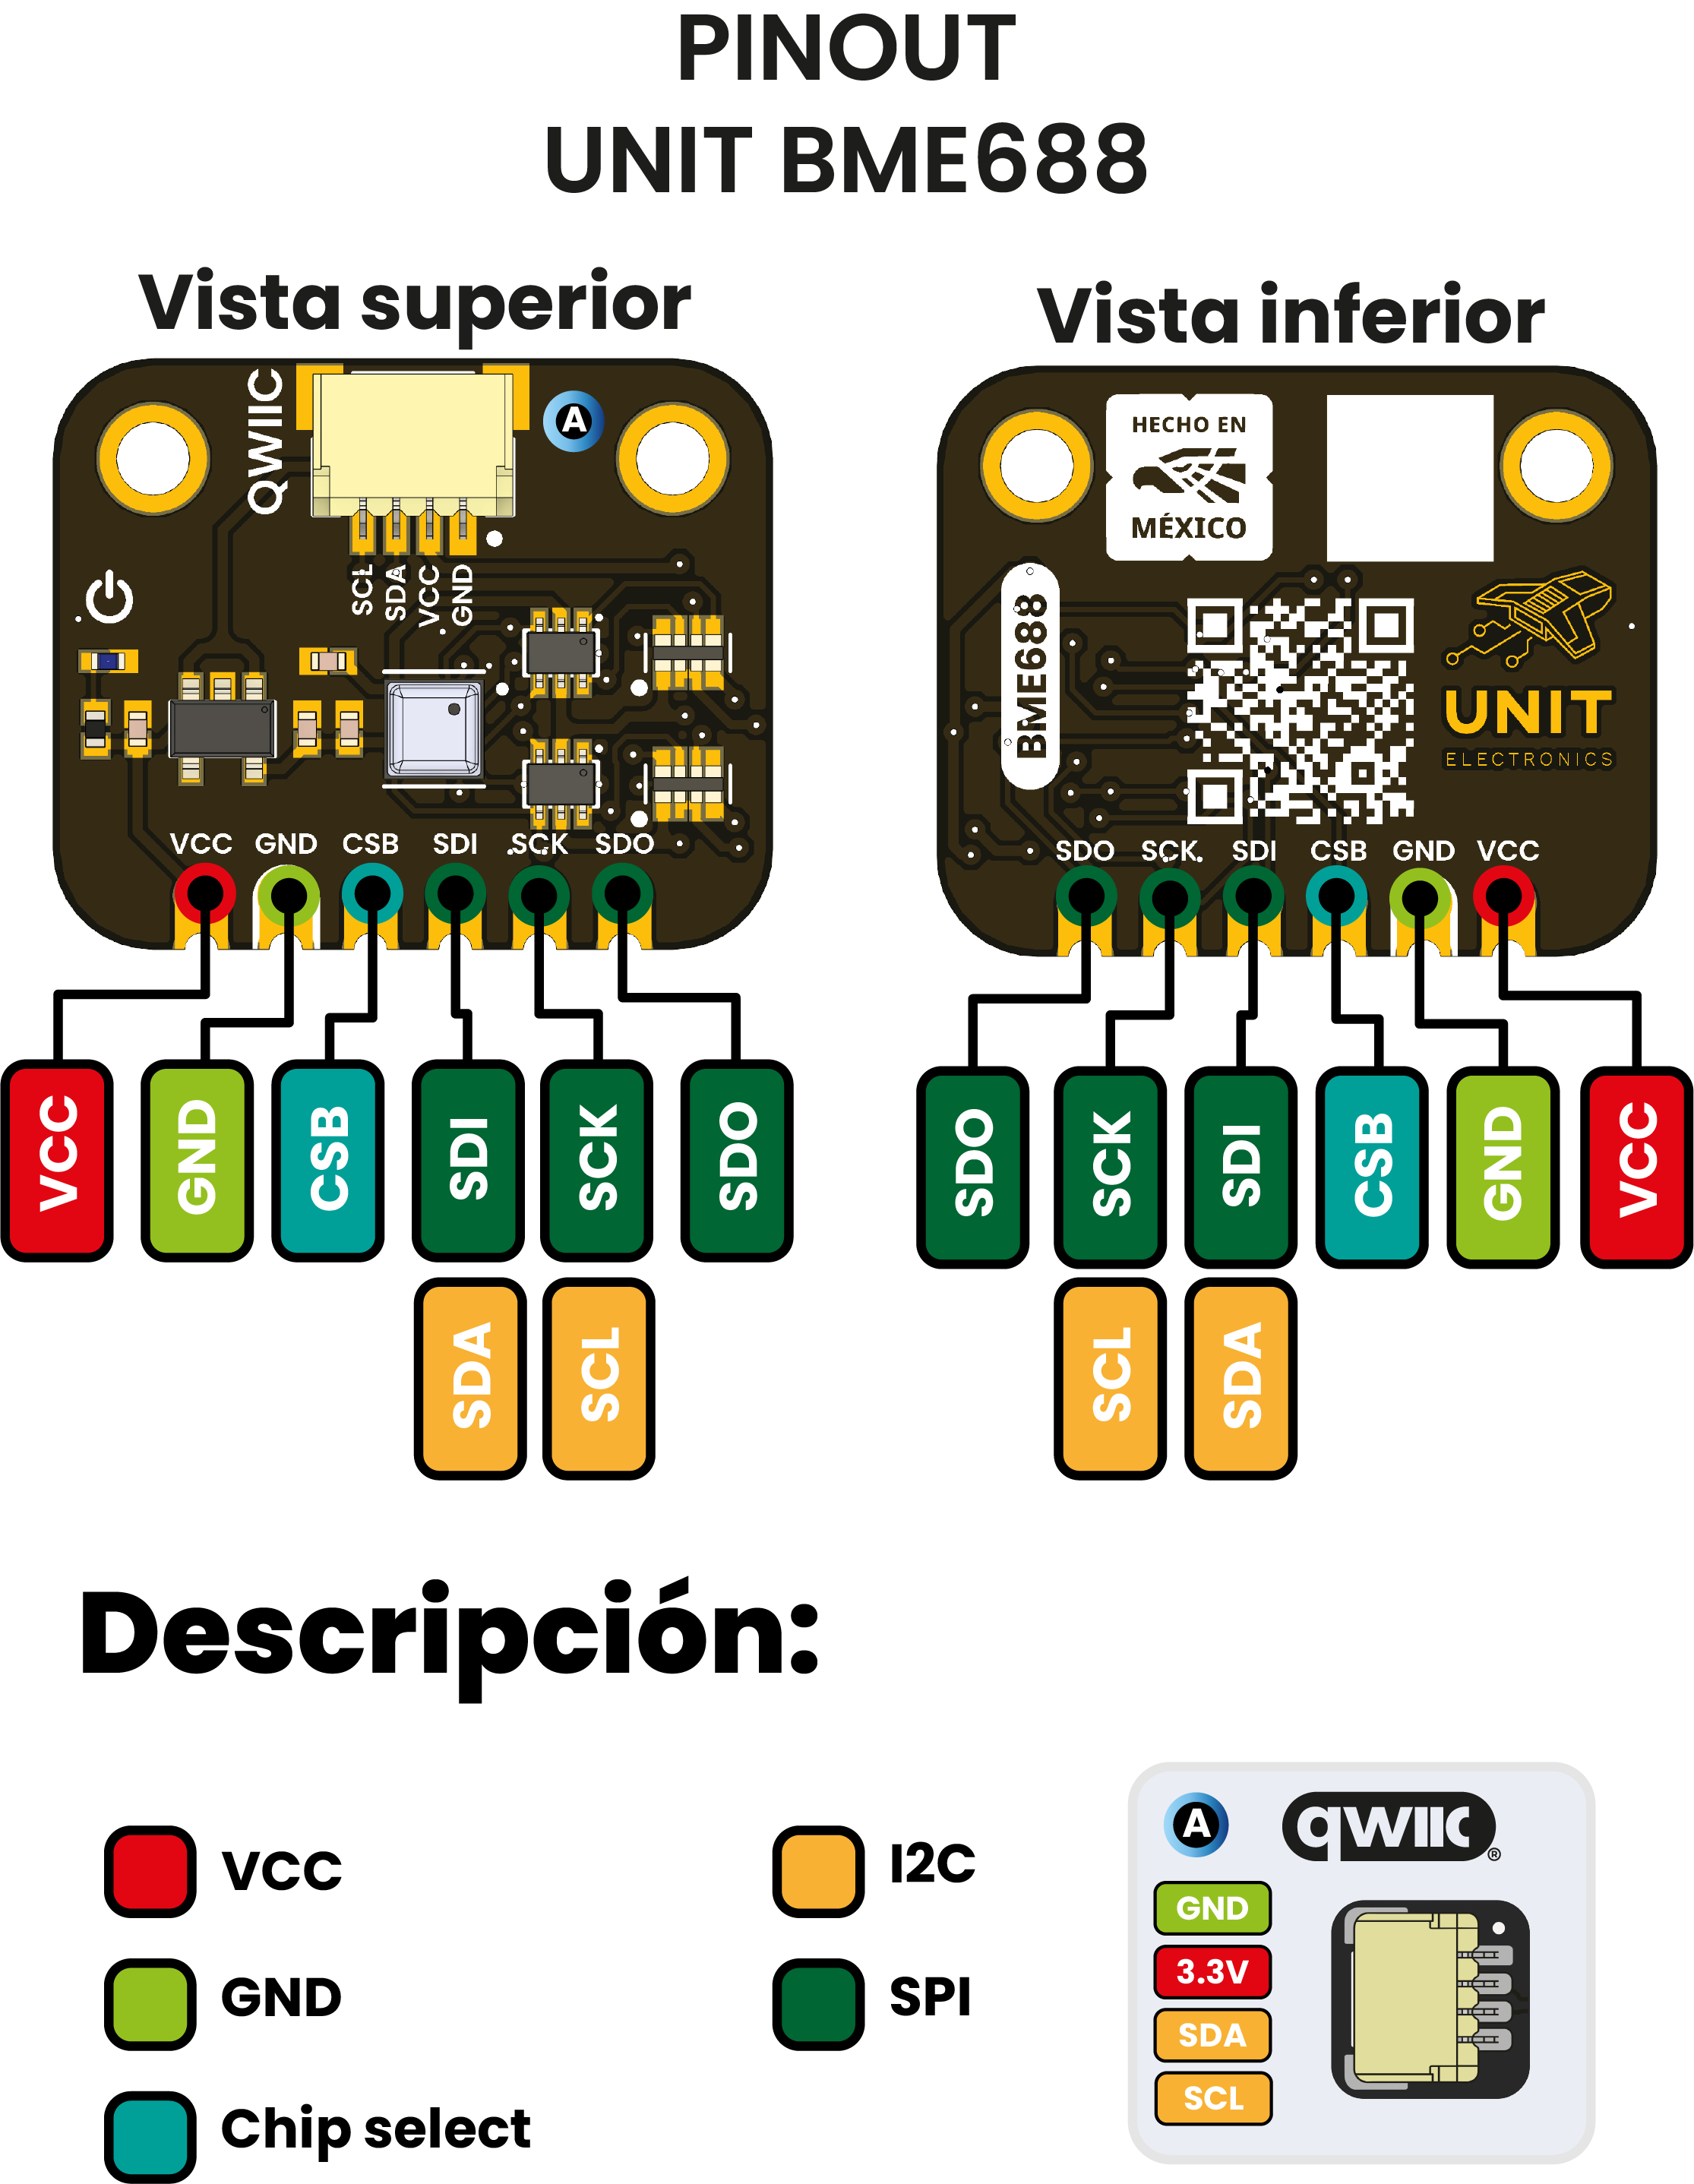 PINOUT
UNIT BME688
Vista superior
QWIIC
A
SCL
SDA
VCC
GND
VCC GND CSB SDI SCK SDO
VCC
GND
CSB
SDI
SCK
SDO
SDA
SCL
Vista inferior
HECHO EN
MÉXICO
BME688
UNIT
ELECTRONICS
SDO SCK SDI CSB GND VCC
SDO
SCK
SDI
CSB
GND
VCC
SCL
SDA
Descripción:
VCC
GND
Chip select
I2C
SPI
A
qwiic®
GND
3.3V
SDA
SCL